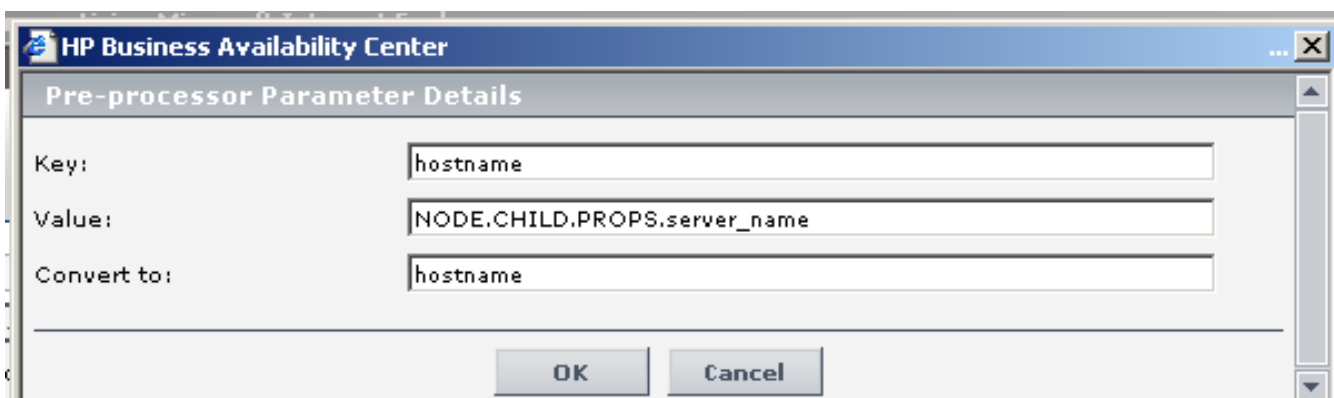 HP Business Availability Center ...
Pre-processor Parameter Details
Key: hostname
Value: NODE.CHILD.PROPS.server_name
Convert to: hostname
OK Cancel